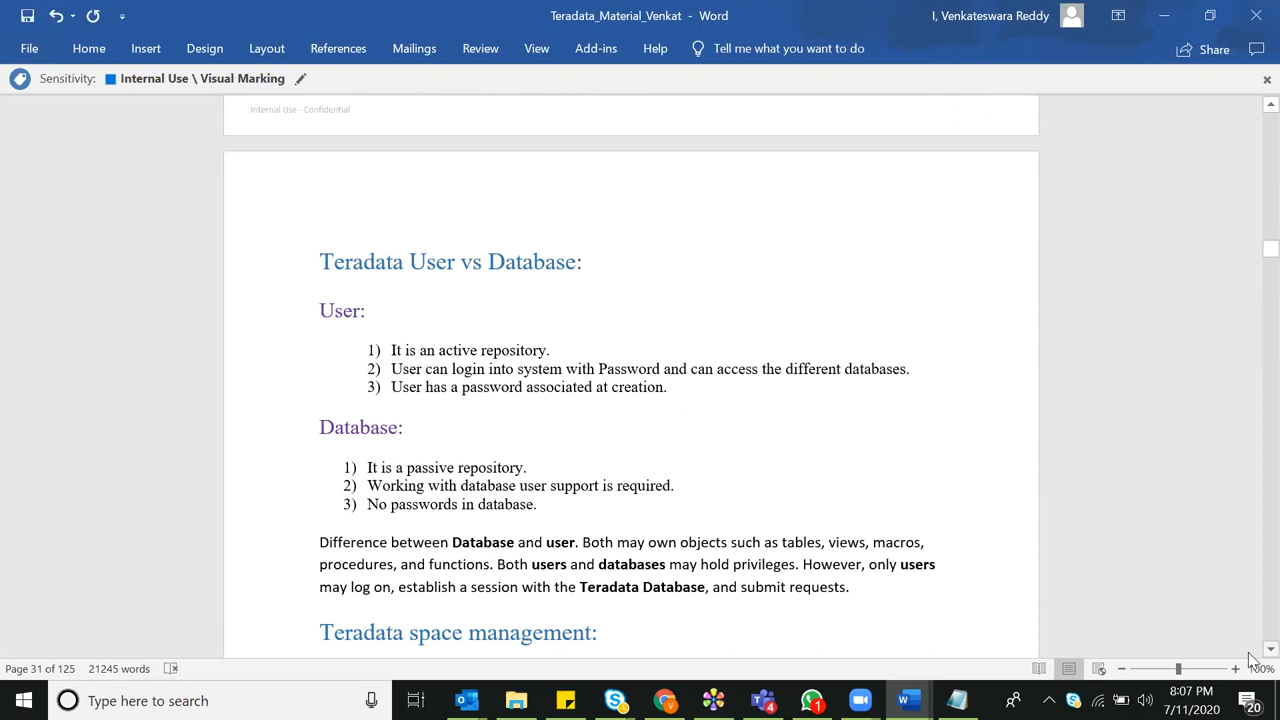 Teradata_Material_Venkat - Word
I, Venkateswara Reddy
File Home Insert Design Layout References Mailings Review View Add-ins Help Tell me what you want to do Share
Sensitivity: Internal Use \ Visual Marking
Internal Use - Confidential
Teradata User vs Database:
User:
1) It is an active repository.
2) User can login into system with Password and can access the different databases.
3) User has a password associated at creation.
Database:
1) It is a passive repository.
2) Working with database user support is required.
3) No passwords in database.
Difference between Database and user. Both may own objects such as tables, views, macros,
procedures, and functions. Both users and databases may hold privileges. However, only users
may log on, establish a session with the Teradata Database, and submit requests.
Teradata space management:
Page 31 of 125 21245 words
Type here to search
1
4
8:07 PM
7/11/2020
20